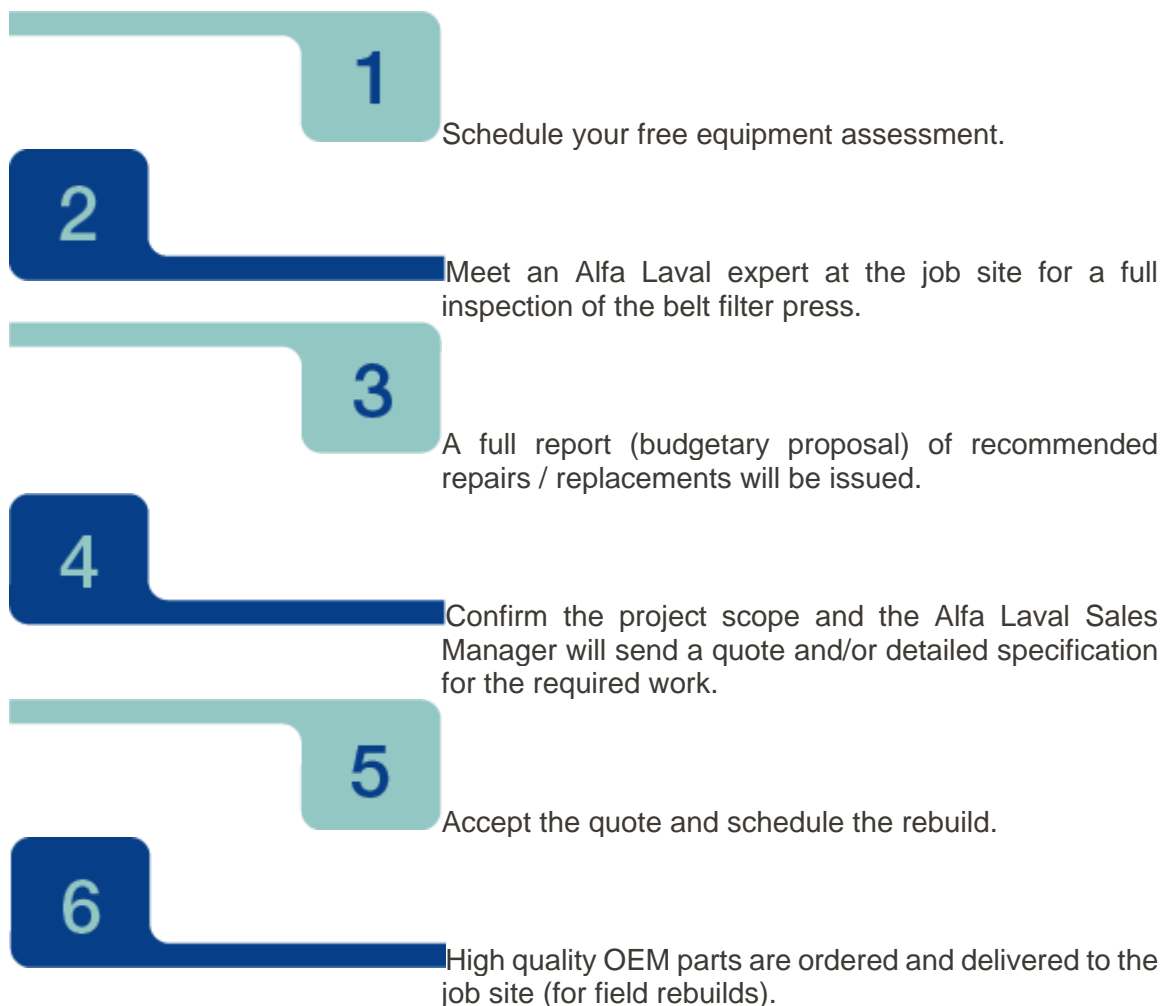 1
Schedule your free equipment assessment.
2
Meet an Alfa Laval expert at the job site for a full
inspection of the belt filter press.
3
A full report (budgetary proposal) of recommended
repairs / replacements will be issued.
4
Confirm the project scope and the Alfa Laval Sales
Manager will send a quote and/or detailed specification
for the required work.
5
Accept the quote and schedule the rebuild.
6
High quality OEM parts are ordered and delivered to the
job site (for field rebuilds).